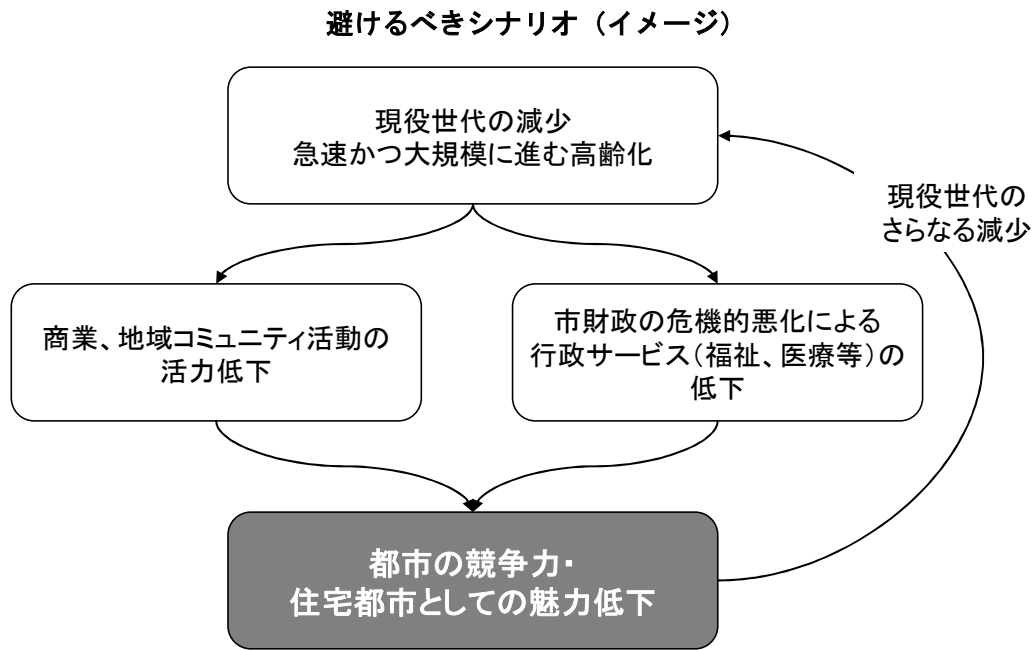 避けるべきシナリオ（イメージ）
現役世代の減少
急速かつ大規模に進む高齢化
現役世代の
さらなる減少
商業、地域コミュニティ活動の
活力低下
市財政の危機的悪化による
行政サービス（福祉、医療等）の
低下
都市の競争力・
住宅都市としての魅力低下